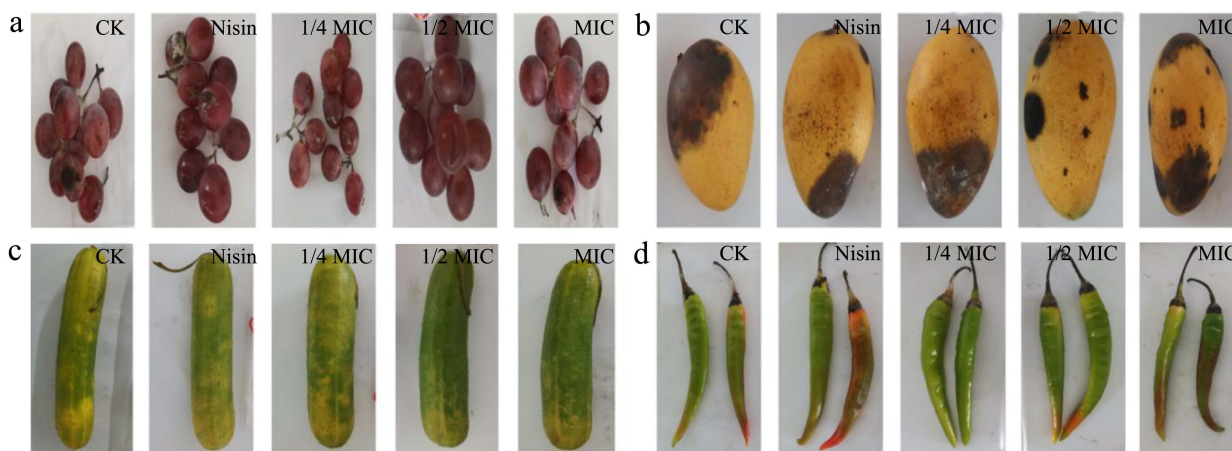 a CK Nisin 1/4 MIC 1/2 MIC MIC
b CK Nisin 1/4 MIC 1/2 MIC MIC
c CK Nisin 1/4 MIC 1/2 MIC MIC
d CK Nisin 1/4 MIC 1/2 MIC MIC